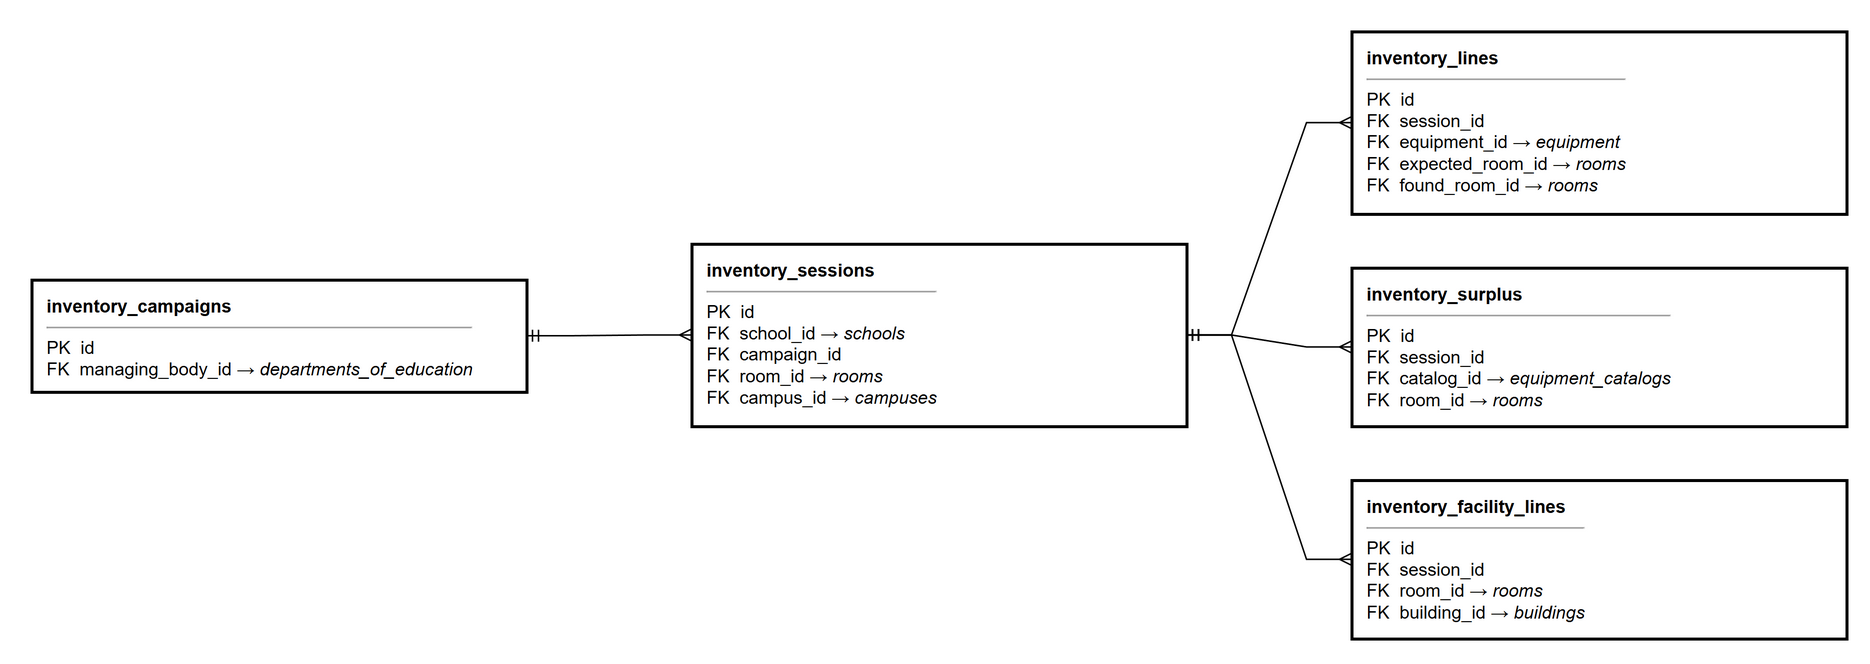 inventory_campaigns
PK id
FK managing_body_id → departments_of_education
inventory_sessions
PK id
FK school_id → schools
FK campaign_id
FK room_id → rooms
FK campus_id → campuses
inventory_lines
PK id
FK session_id
FK equipment_id → equipment
FK expected_room_id → rooms
FK found_room_id → rooms
inventory_surplus
PK id
FK session_id
FK catalog_id → equipment_catalogs
FK room_id → rooms
inventory_facility_lines
PK id
FK session_id
FK room_id → rooms
FK building_id → buildings